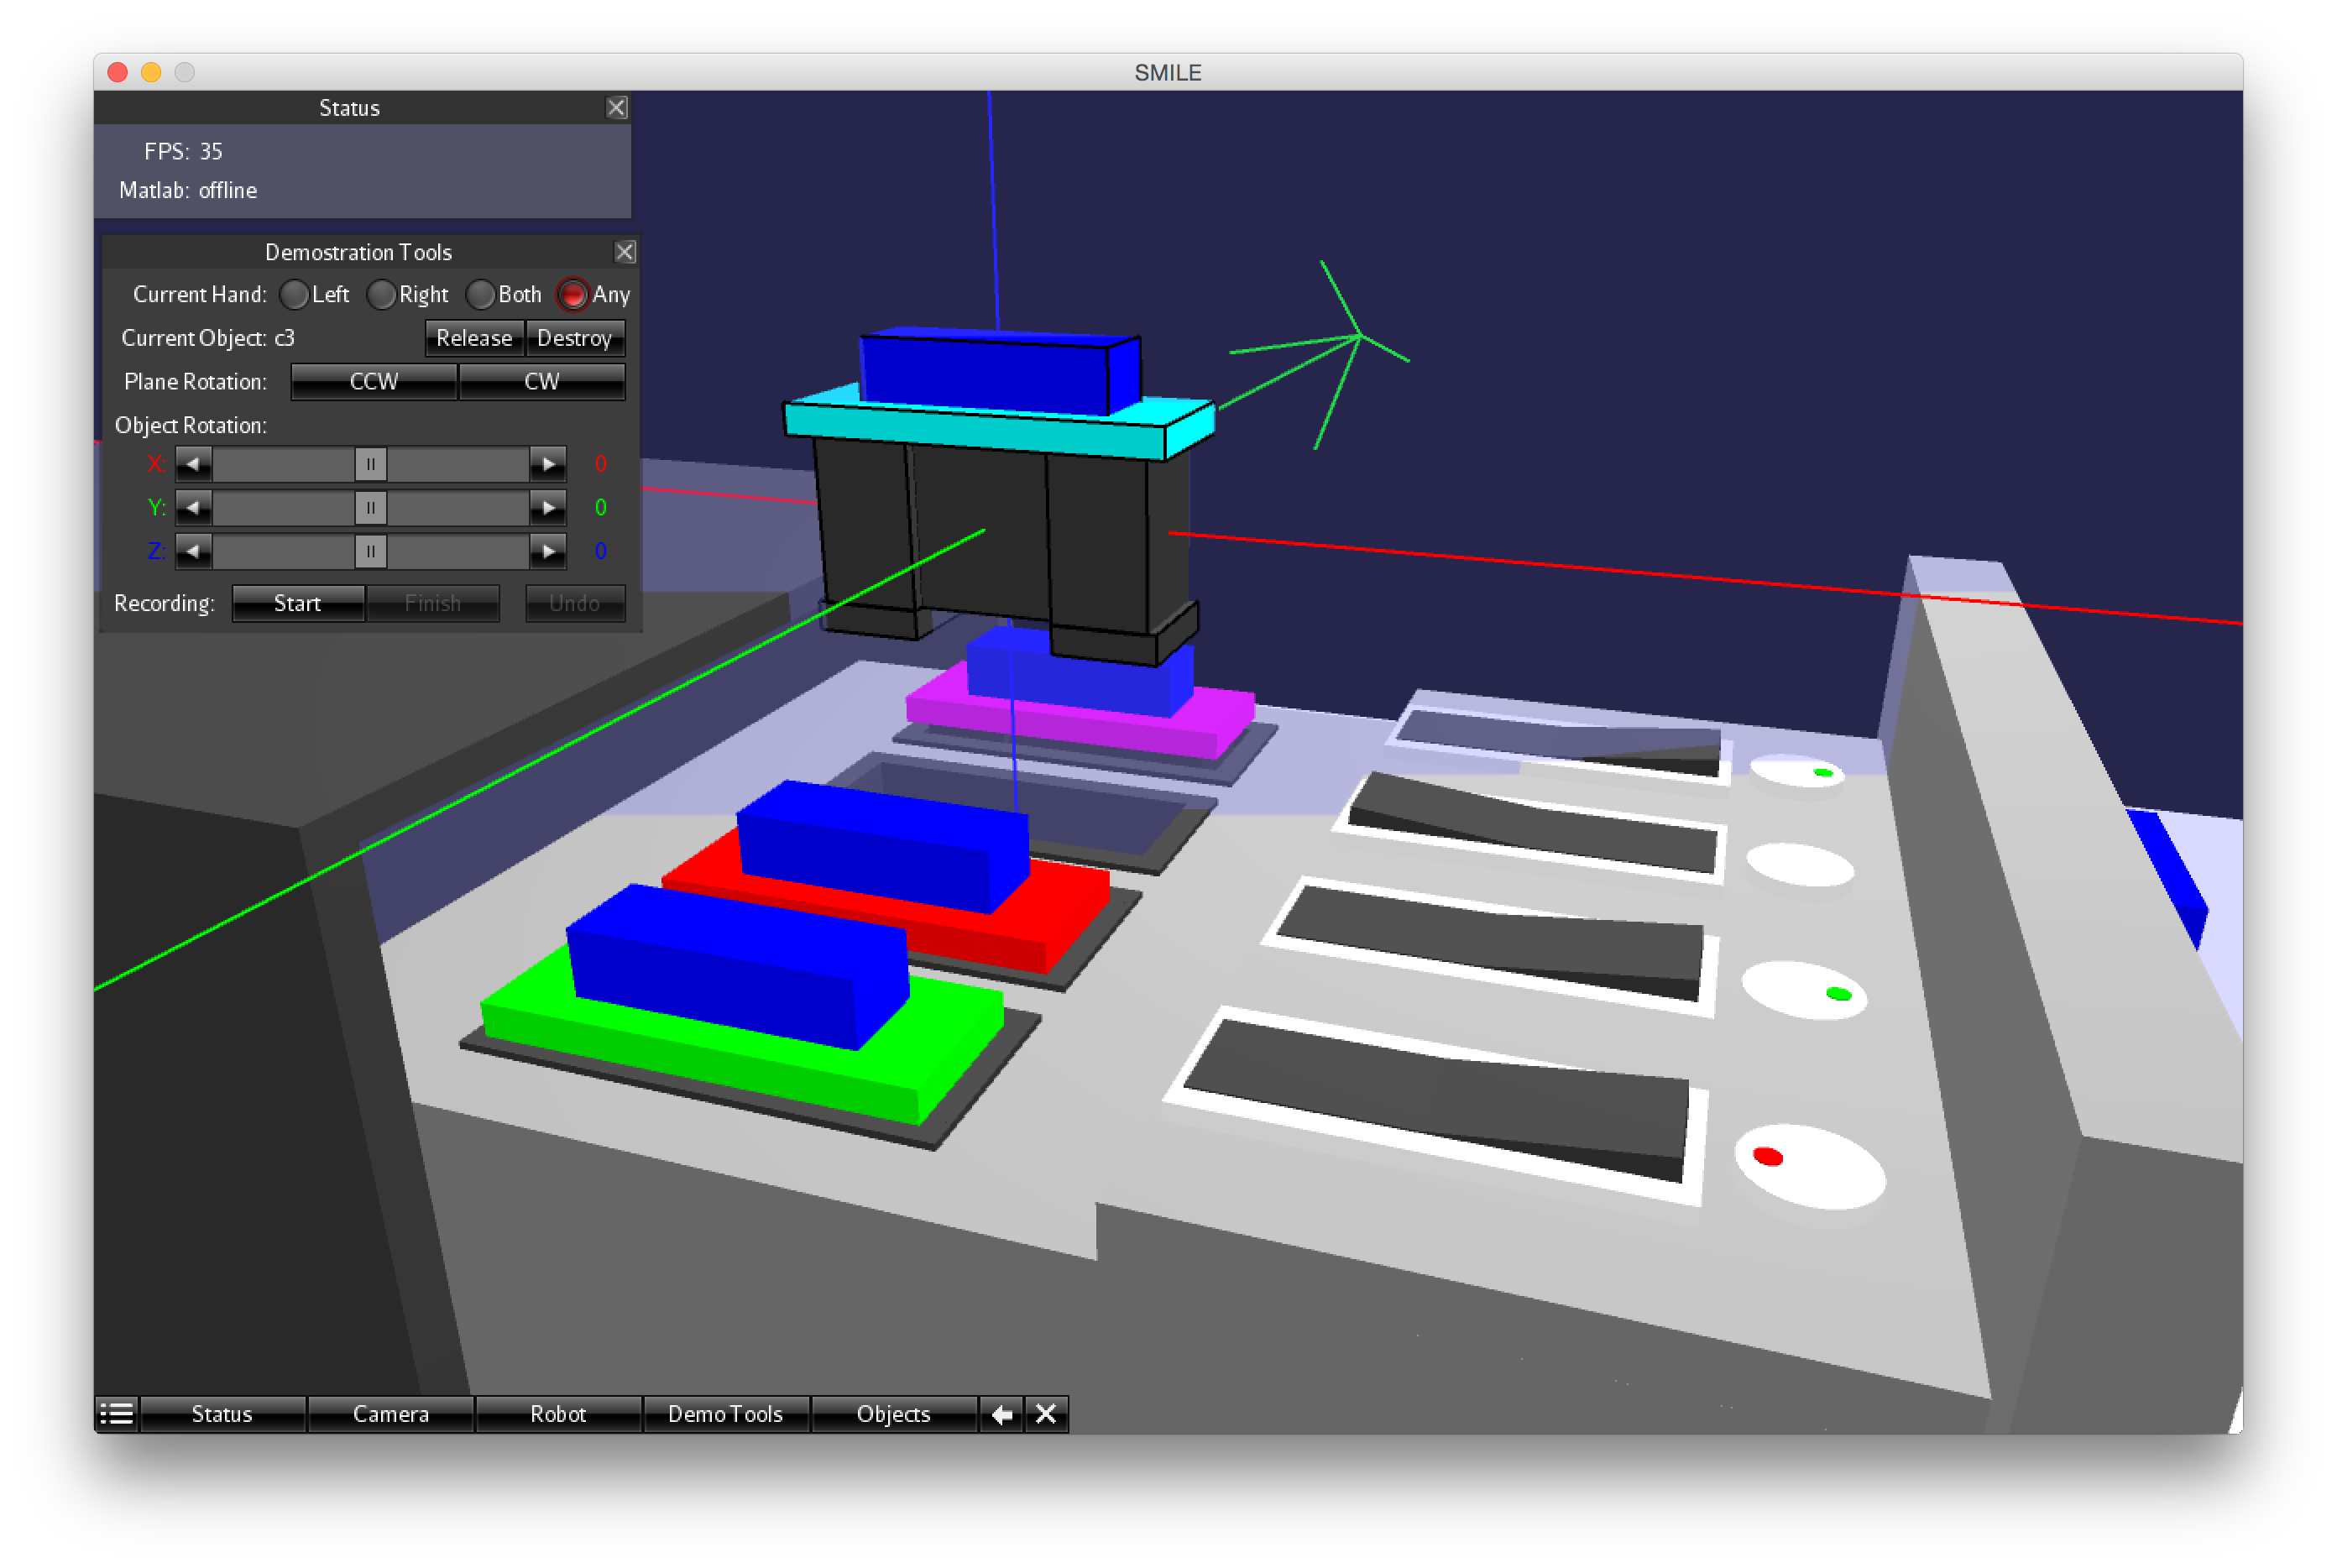 SMILE
Status
FPS: 35
Matlab: offline
Demostration Tools
Current Hand: Left Right Both Any
Current Object: c3 Release Destroy
Plane Rotation: CCW CW
Object Rotation:
X: 0
Y: 0
Z: 0
Recording: Start Finish Undo
Status Camera Robot Demo Tools Objects